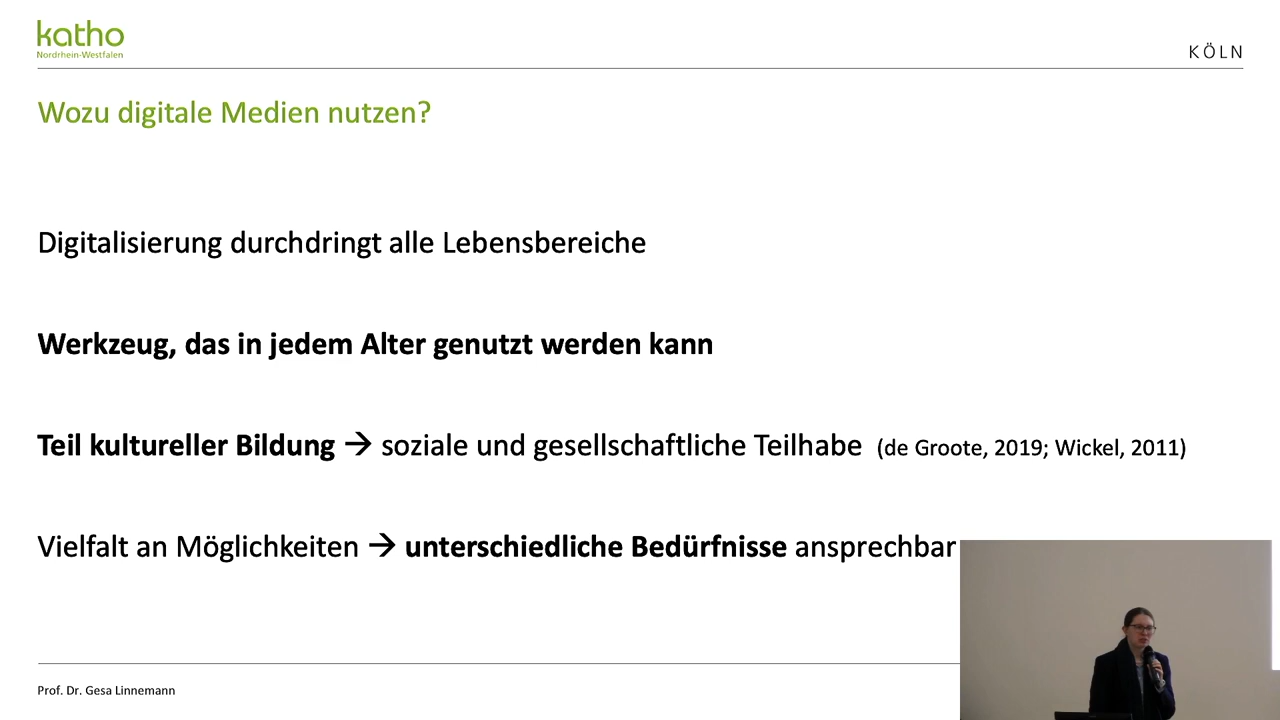 katho
Nordrhein-Westfalen
KÖLN
Wozu digitale Medien nutzen?
Digitalisierung durchdringt alle Lebensbereiche
Werkzeug, das in jedem Alter genutzt werden kann
Teil kultureller Bildung → soziale und gesellschaftliche Teilhabe (de Groote, 2019; Wickel, 2011)
Vielfalt an Möglichkeiten → unterschiedliche Bedürfnisse ansprechbar
Prof. Dr. Gesa Linnemann